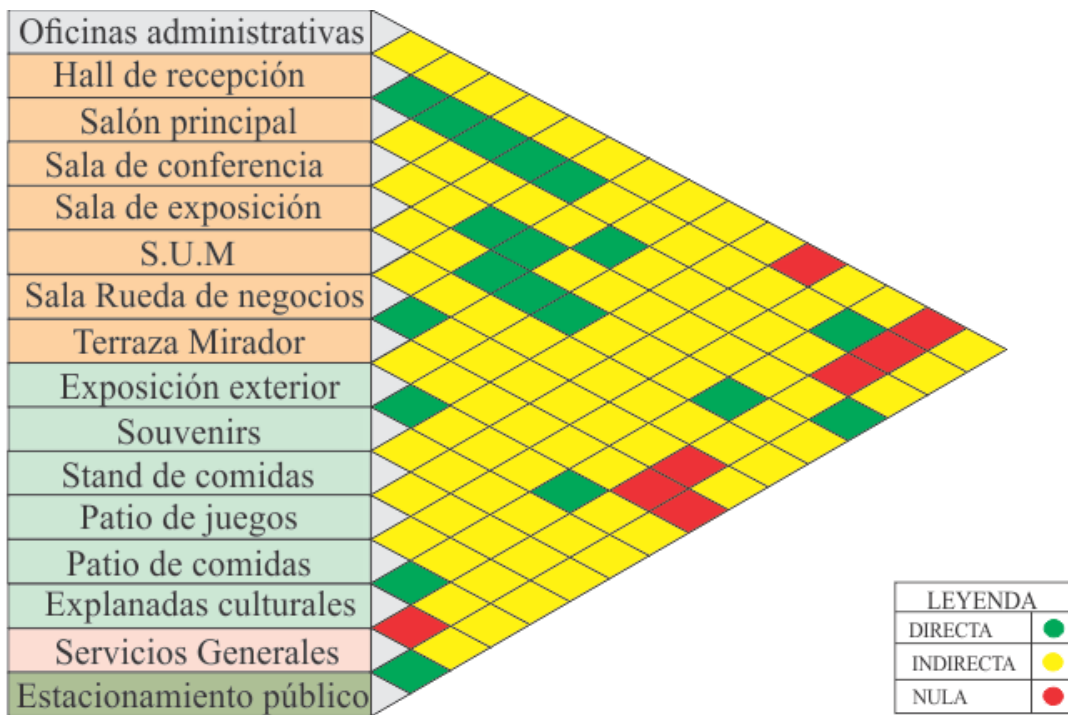 Oficinas administrativas
Hall de recepción
Salón principal
Sala de conferencia
Sala de exposición
S.U.M
Sala Rueda de negocios
Terraza Mirador
Exposición exterior
Souvenirs
Stand de comidas
Patio de juegos
Patio de comidas
Explanadas culturales
Servicios Generales
Estacionamiento público
LEYENDA
DIRECTA
INDIRECTA
NULA